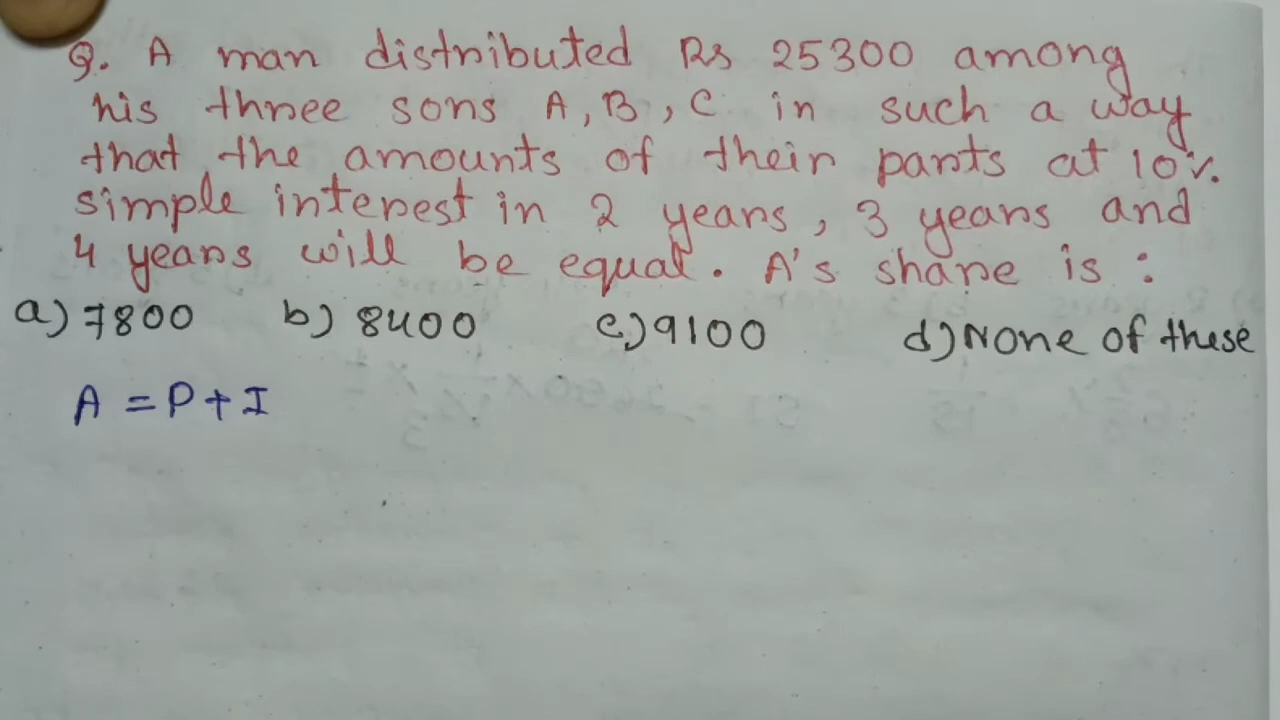 Q. A man distributed Rs 25300 among
his three sons A, B, C in such a way
that the amounts of their parts at 10%
simple interest in 2 years, 3 years and
4 years will be equal. A's share is :
a) 7800 b) 8400 c) 9100 d) None of these
A = P + I